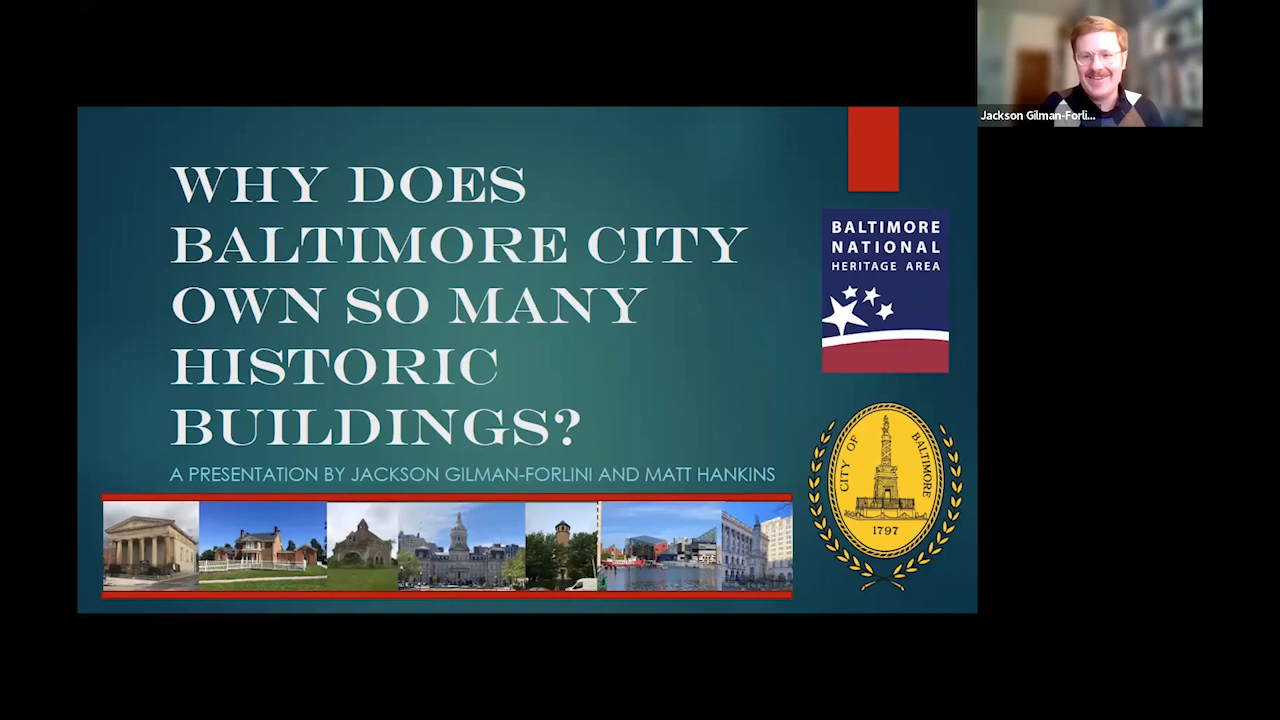 Jackson Gilman-Forli...
WHY DOES
BALTIMORE CITY
OWN SO MANY
HISTORIC
BUILDINGS?
A PRESENTATION BY JACKSON GILMAN-FORLINI AND MATT HANKINS
BALTIMORE
NATIONAL
HERITAGE AREA
CITY OF BALTIMORE
1797